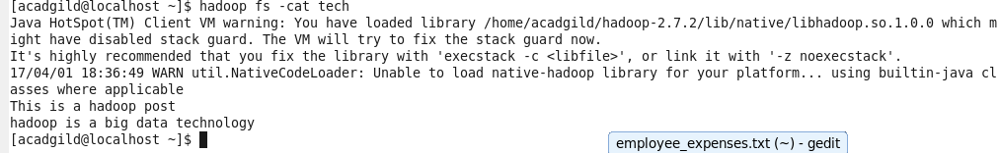 [acadgild@localhost ~]$ hadoop fs -cat tech
Java HotSpot(TM) Client VM warning: You have loaded library /home/acadgild/hadoop-2.7.2/lib/native/libhadoop.so.1.0.0 which m
ight have disabled stack guard. The VM will try to fix the stack guard now.
It's highly recommended that you fix the library with 'execstack -c <libfile>', or link it with '-z noexecstack'.
17/04/01 18:36:49 WARN util.NativeCodeLoader: Unable to load native-hadoop library for your platform... using builtin-java cl
asses where applicable
This is a hadoop post
hadoop is a big data technology
[acadgild@localhost ~]$
employee_expenses.txt (~) - gedit